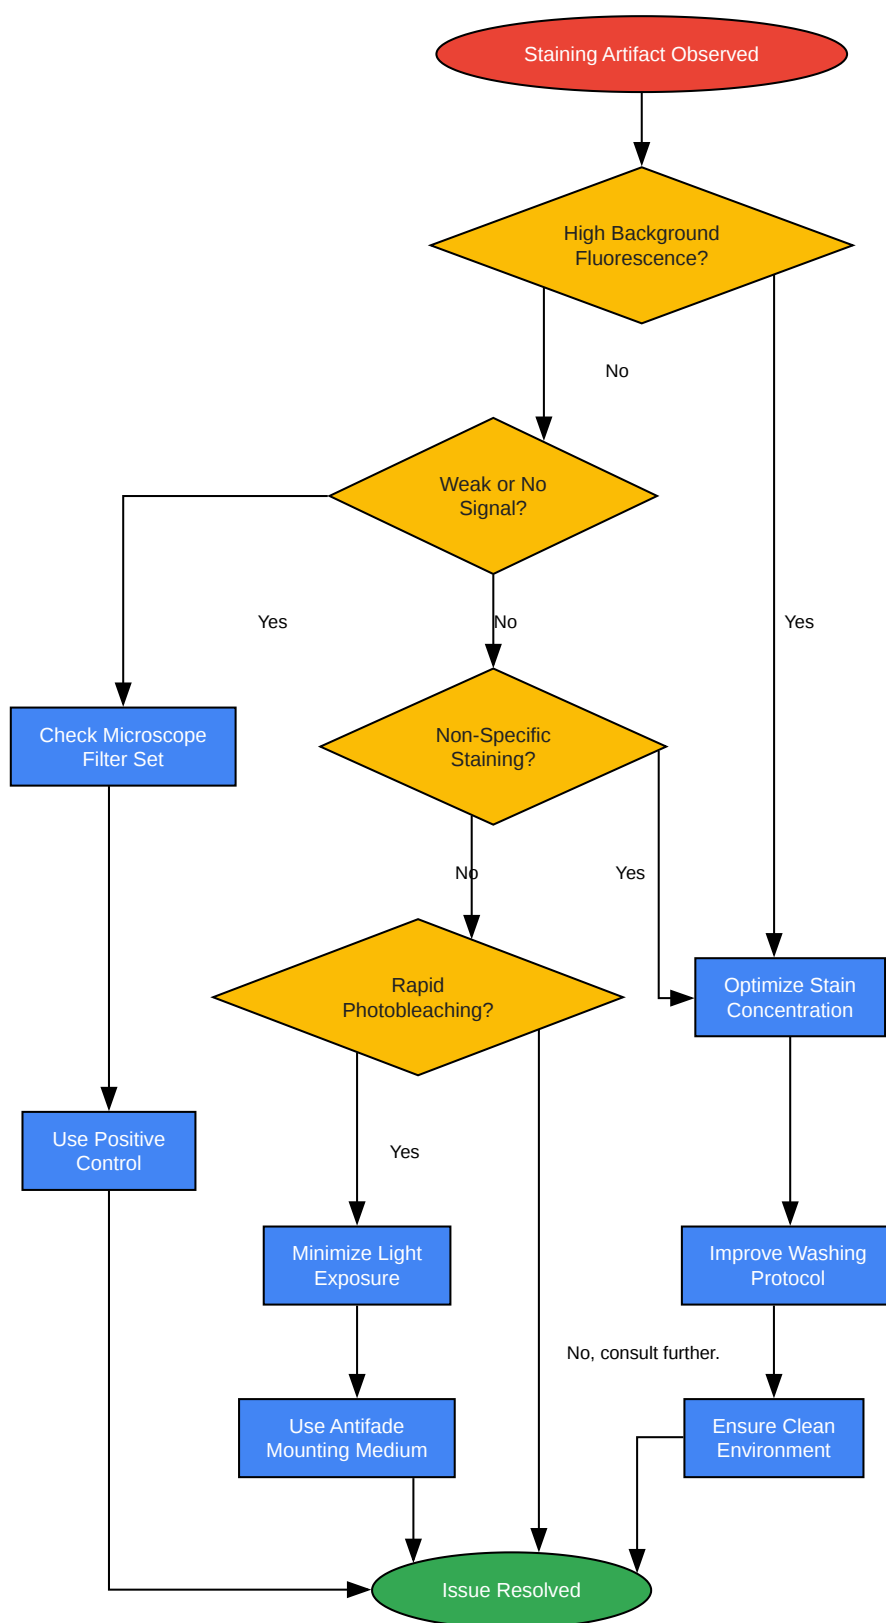 Staining Artifact Observed
High Background
Fluorescence?
No
Weak or No
Signal?
Yes
No
Yes
Check Microscope
Filter Set
Non-Specific
Staining?
No
Yes
Rapid
Photobleaching?
Optimize Stain
Concentration
Use Positive
Control
Yes
Minimize Light
Exposure
Improve Washing
Protocol
No, consult further.
Use Antifade
Mounting Medium
Ensure Clean
Environment
Issue Resolved